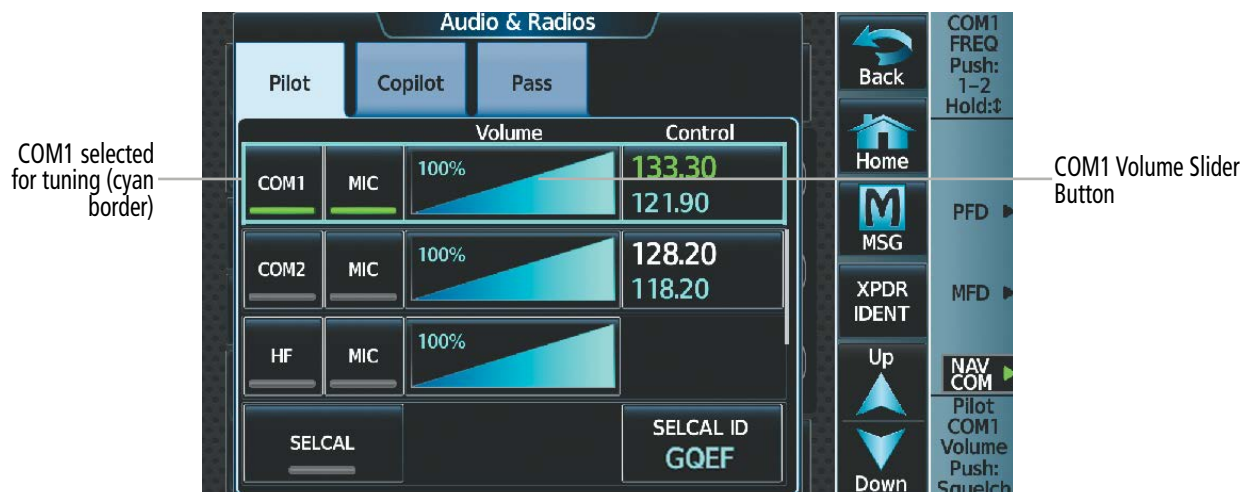 Audio & Radios
Pilot
Copilot
Pass
Volume
Control
COM1
MIC
100%
133.30
121.90
COM2
MIC
100%
128.20
118.20
HF
MIC
100%
SELCAL
SELCAL ID
GQEF
Back
Home
MSG
XPDR
IDENT
Up
Down
COM1
FREQ
Push:
1-2
Hold:↕
PFD
MFD
NAV
COM
Pilot
COM1
Volume
Push:
Squelch
COM1 selected
for tuning (cyan
border)
COM1 Volume Slider
Button